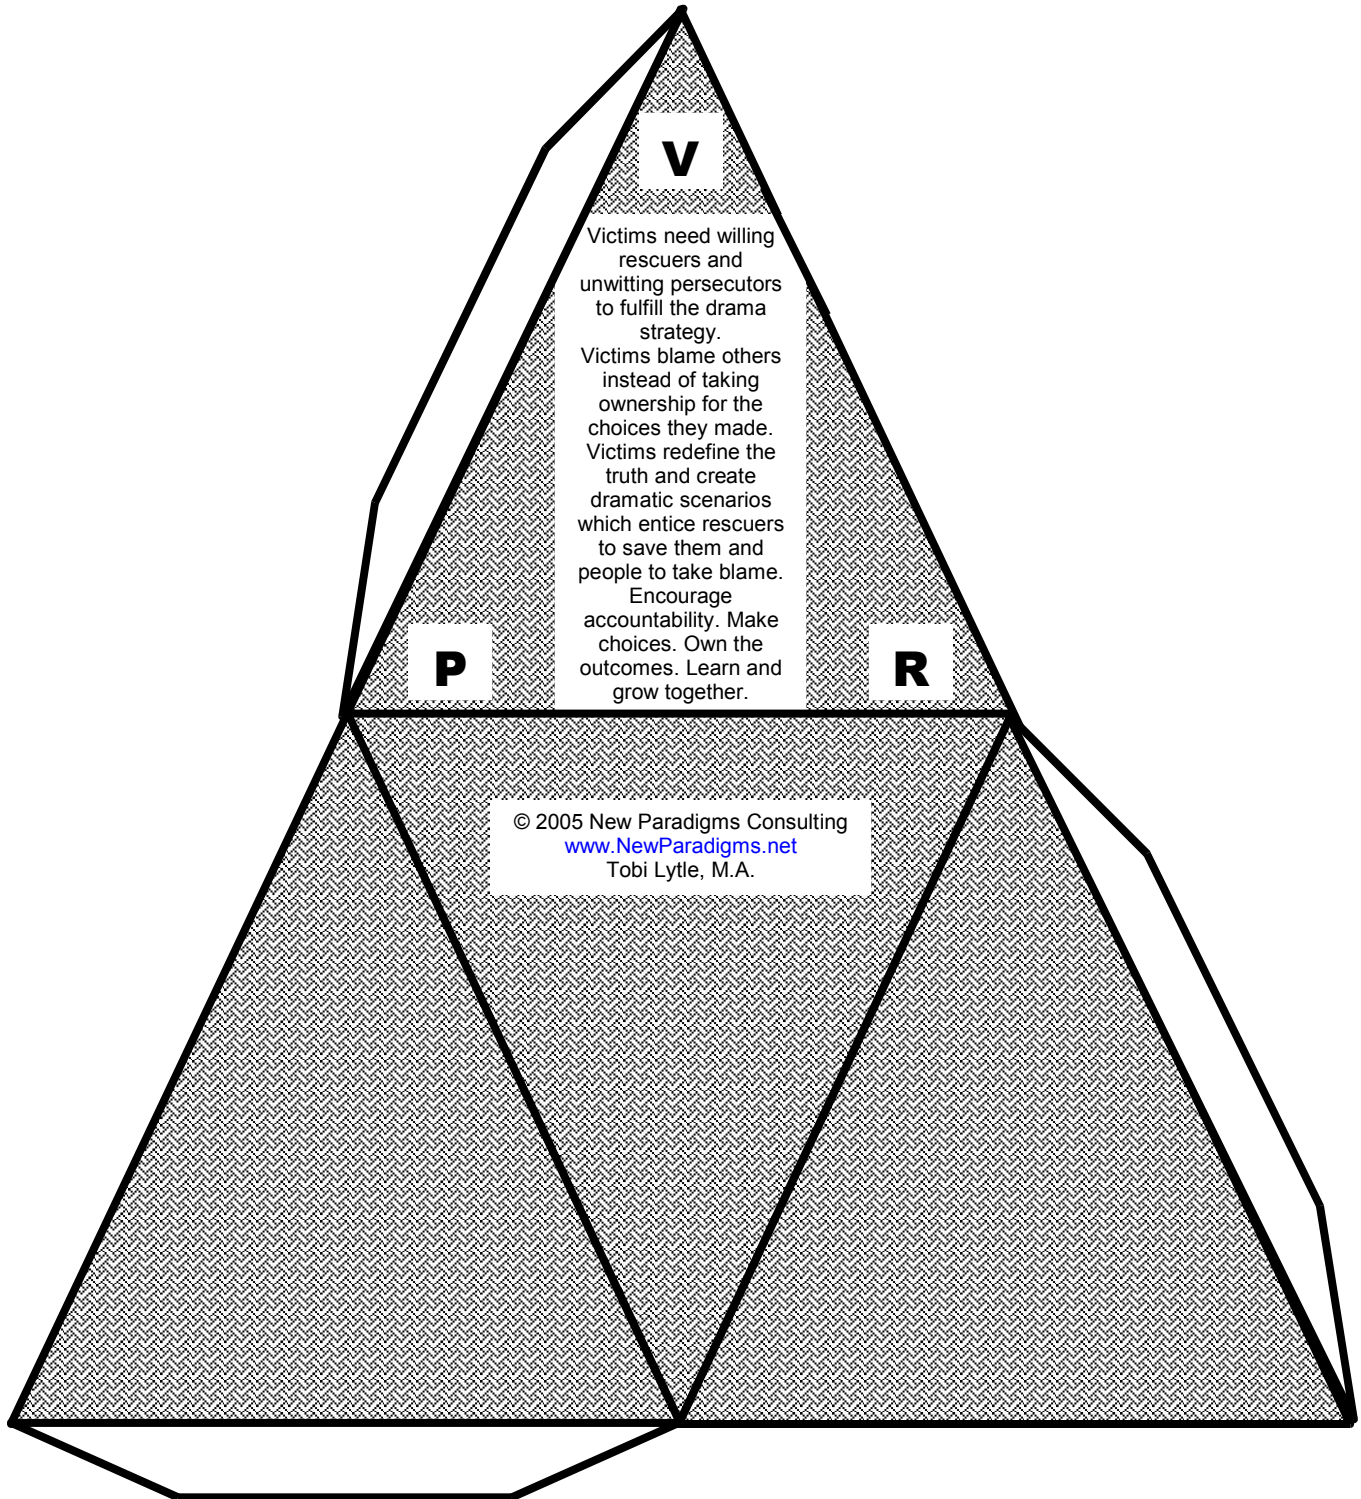 V
Victims need willing
rescuers and
unwitting persecutors
to fulfill the drama
strategy.
Victims blame others
instead of taking
ownership for the
choices they made.
Victims redefine the
truth and create
dramatic scenarios
which entice rescuers
to save them and
people to take blame.
Encourage
accountability. Make
choices. Own the
outcomes. Learn and
grow together.
P
R
© 2005 New Paradigms Consulting
www.NewParadigms.net
Tobi Lytle, M.A.